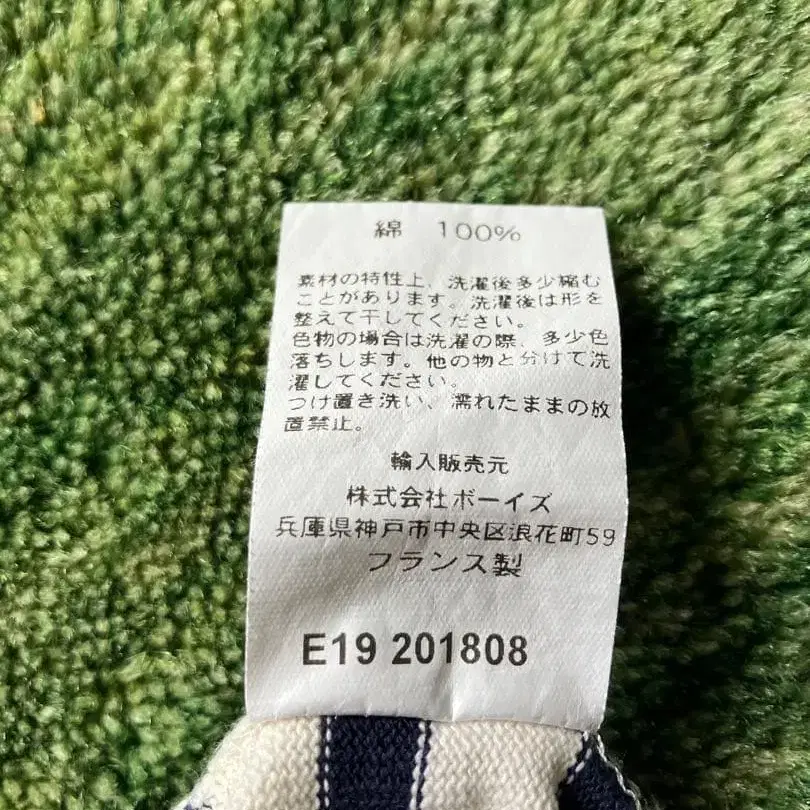 綿 100%
素材の特性上、洗濯後多少縮む
ことがあります。洗濯後は形を
整えて干してください。
色物の場合は洗濯の際、多少色
落ちします。他の物と分けて洗
濯してください。
つけ置き洗い、濡れたままの放
置禁止。
輸入販売元
株式会社ボーイズ
兵庫県神戸市中央区浪花町59
フランス製
E19 201808